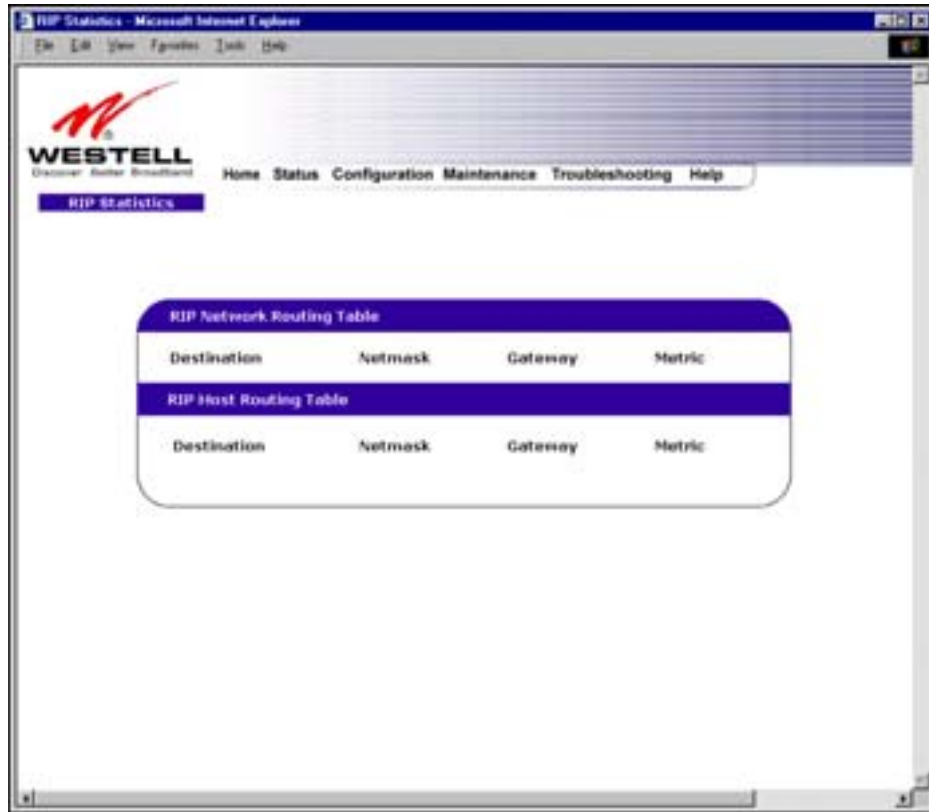 RIP Statistics - Microsoft Internet Explorer
File Edit View Favorites Tools Help
WESTELL
Discover Better Broadband
Home Status Configuration Maintenance Troubleshooting Help
RIP Statistics
RIP Network Routing Table
Destination Netmask Gateway Metric
RIP Host Routing Table
Destination Netmask Gateway Metric